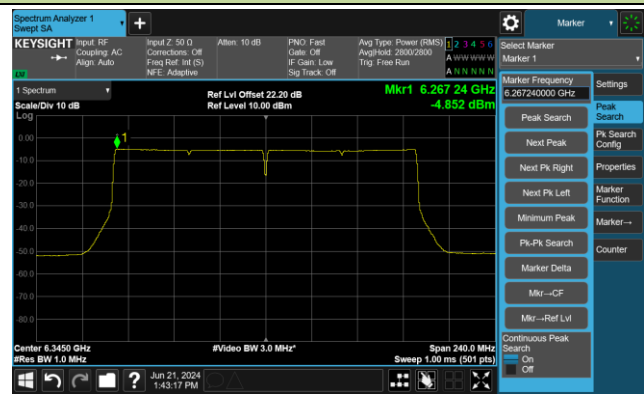 Spectrum Analyzer 1
Swept SA
+
Marker
KEYSIGHT
Input: RF
Coupling: AC
Align: Auto
Input Z: 50 Ω
Corrections: Off
Freq Ref: Int (S)
NFE: Adaptive
Atten: 10 dB
PNO: Fast
Gate: Off
IF Gain: Low
Sig Track: Off
Avg Type: Power (RMS)
Avg|Hold: 2800/2800
Trig: Free Run
1 2 3 4 5 6
A W W W W W
A N N N N N
LVI
Select Marker
Marker 1
1 Spectrum
Scale/Div 10 dB
Log
Ref Lvl Offset 22.20 dB
Ref Level 10.00 dBm
Mkr1 6.267 24 GHz
-4.852 dBm
1
0.00
-10.0
-20.0
-30.0
-40.0
-50.0
-60.0
-70.0
-80.0
Center 6.3450 GHz
#Res BW 1.0 MHz
#Video BW 3.0 MHz*
Span 240.0 MHz
Sweep 1.00 ms (501 pts)
Marker Frequency
6.267240000 GHz
Peak Search
Next Peak
Next Pk Right
Next Pk Left
Minimum Peak
Pk-Pk Search
Marker Delta
Mkr→CF
Mkr→Ref Lvl
Continuous Peak
Search
On
Off
Settings
Peak
Search
Pk Search
Config
Properties
Marker
Function
Marker→
Counter
?
Jun 21, 2024
1:43:17 PM